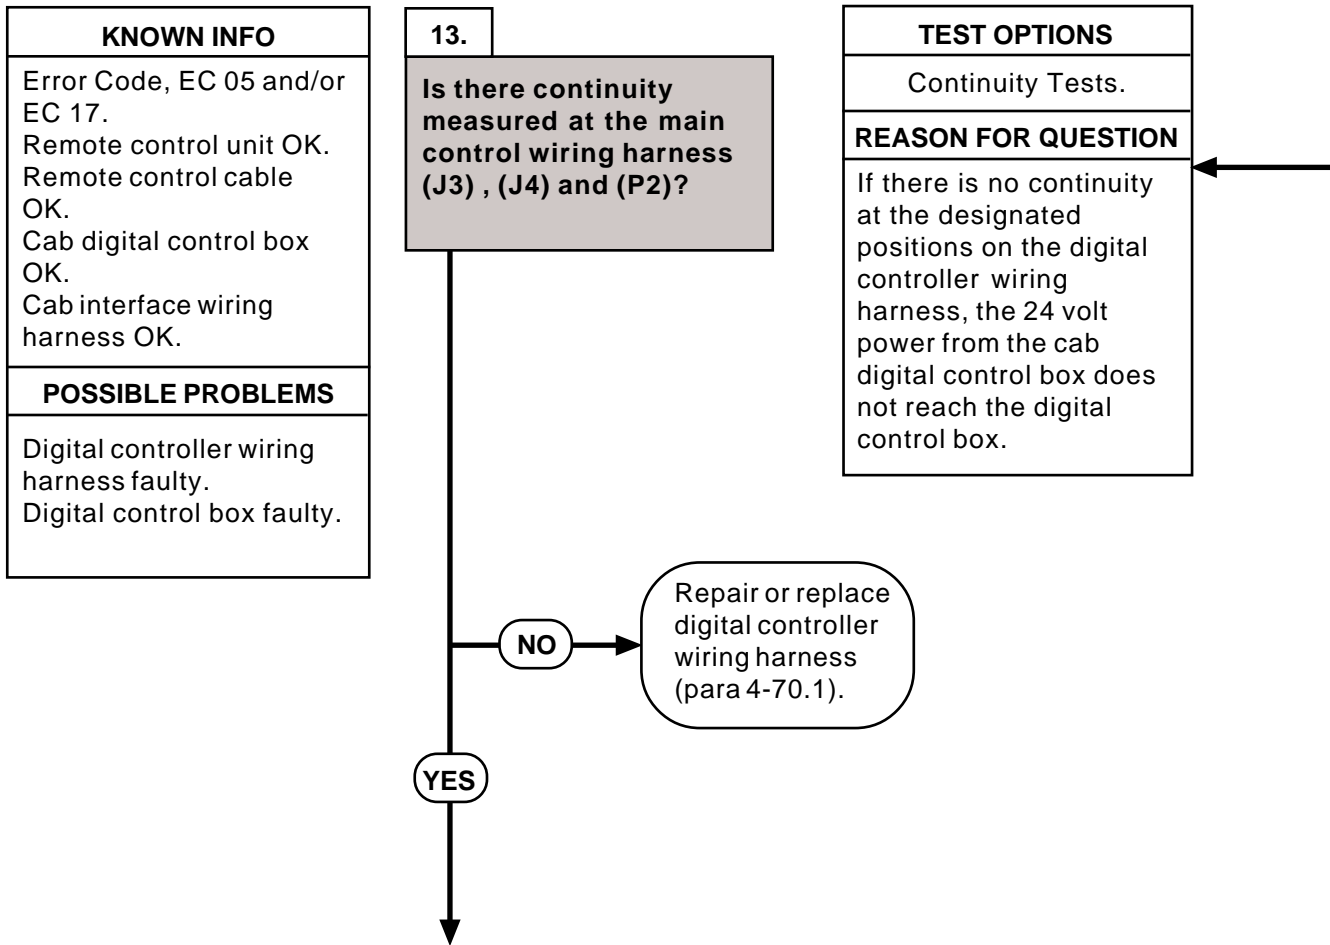 KNOWN INFO
Error Code, EC 05 and/or
EC 17.
Remote control unit OK.
Remote control cable
OK.
Cab digital control box
OK.
Cab interface wiring
harness OK.
POSSIBLE PROBLEMS
Digital controller wiring
harness faulty.
Digital control box faulty.
13.
Is there continuity
measured at the main
control wiring harness
(J3) , (J4) and (P2)?
TEST OPTIONS
Continuity Tests.
REASON FOR QUESTION
If there is no continuity
at the designated
positions on the digital
controller wiring
harness, the 24 volt
power from the cab
digital control box does
not reach the digital
control box.
NO
Repair or replace
digital controller
wiring harness
(para 4-70.1).
YES